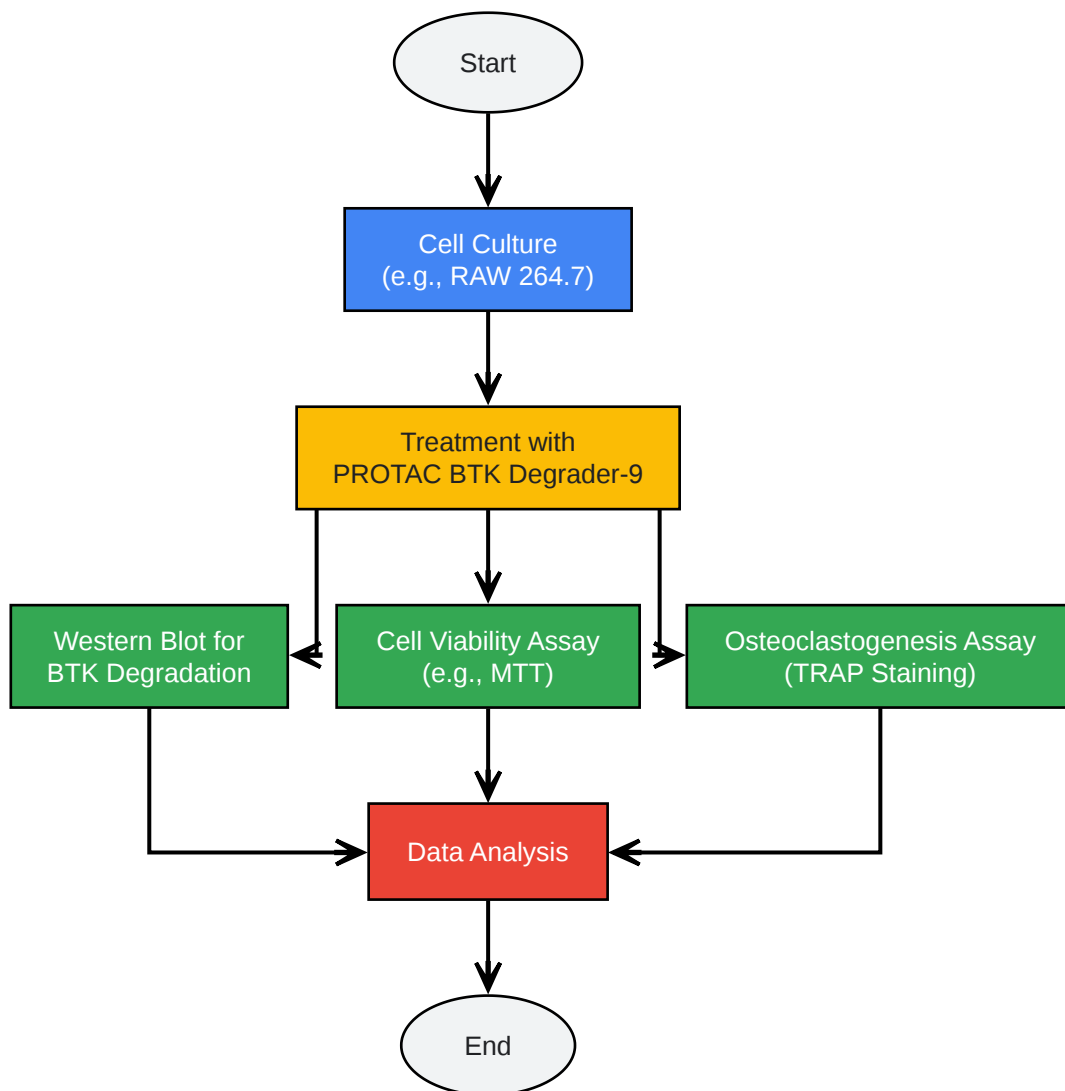 Start
Cell Culture
(e.g., RAW 264.7)
Treatment with
PROTAC BTK Degrader-9
Western Blot for
BTK Degradation
Cell Viability Assay
(e.g., MTT)
Osteoclastogenesis Assay
(TRAP Staining)
Data Analysis
End